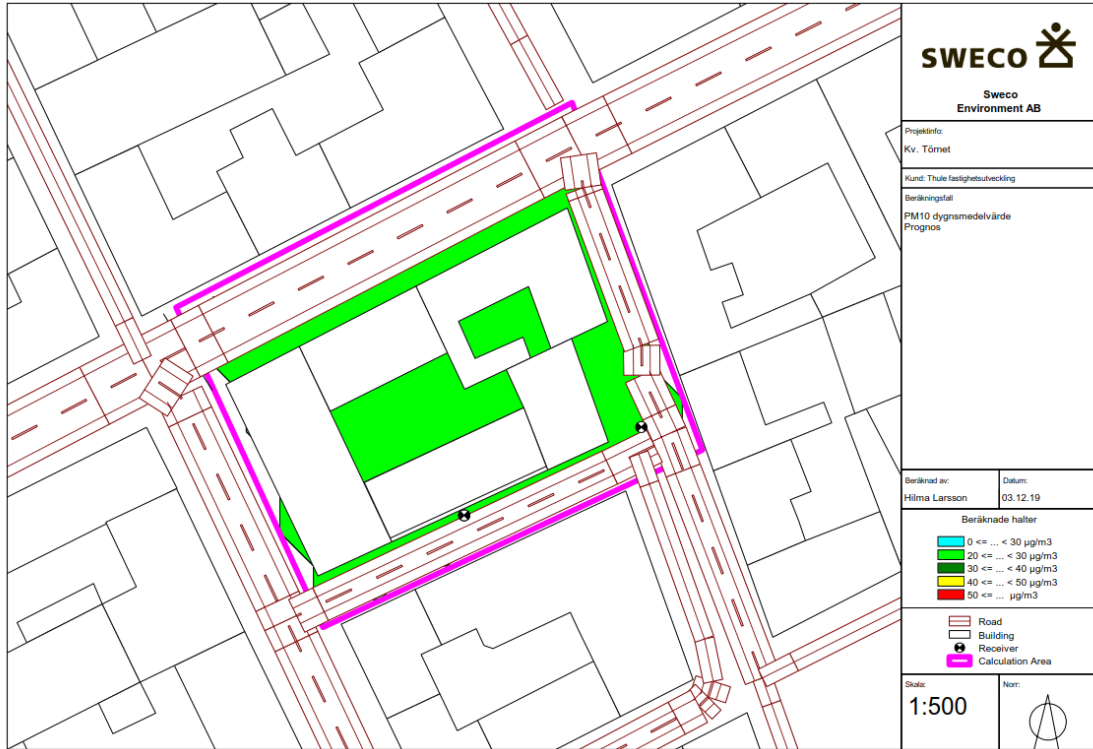 SWECO
Sweco
Environment AB
Projektinfo:
Kv. Törnet
Kund: Thule fastighetsutveckling
Beräkningsfall
PM10 dygnsmedelvärde
Prognos
Beräknad av:
Hilma Larsson
Datum:
03.12.19
Beräknade halter
0 <= ... < 30 µg/m3
20 <= ... < 30 µg/m3
30 <= ... < 40 µg/m3
40 <= ... < 50 µg/m3
50 <= ... µg/m3
Road
Building
Receiver
Calculation Area
Skala:
1:500
Norr: